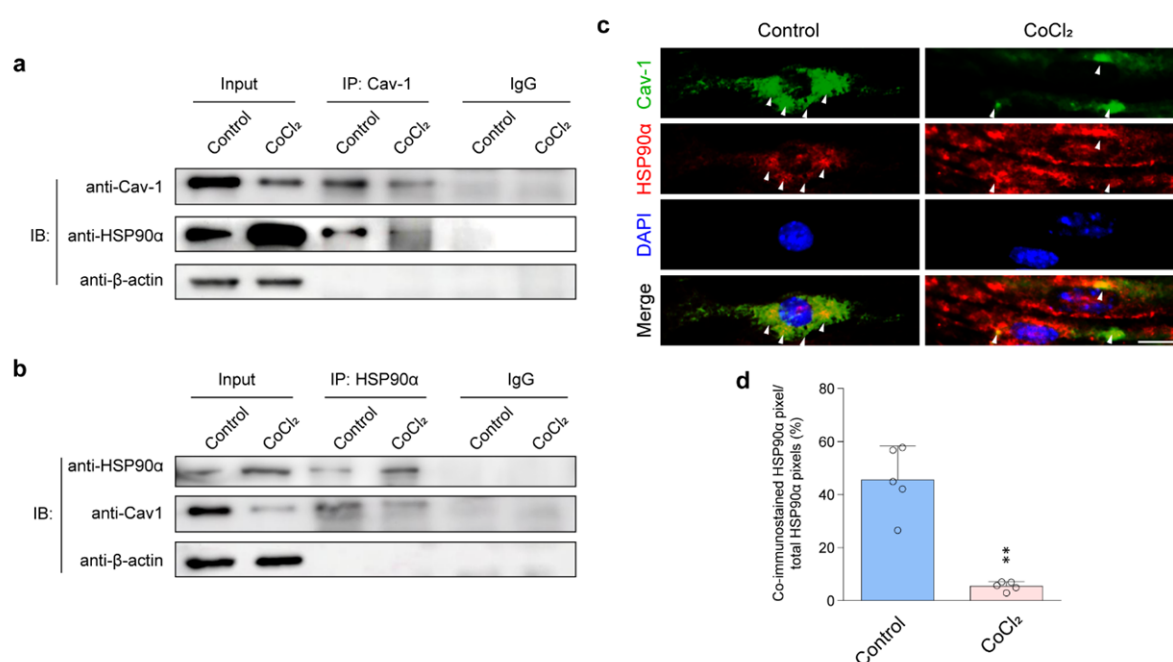 a
Input IP: Cav-1 IgG
Control CoCl₂ Control CoCl₂ Control CoCl₂
anti-Cav-1
IB: anti-HSP90α
anti-β-actin
b
Input IP: HSP90α IgG
Control CoCl₂ Control CoCl₂ Control CoCl₂
anti-HSP90α
IB: anti-Cav1
anti-β-actin
c
Control CoCl₂
Cav-1
HSP90α
DAPI
Merge
d
Co-immunostained HSP90α pixel/
total HSP90α pixels (%)
80
60
40
20
0
**
Control CoCl₂